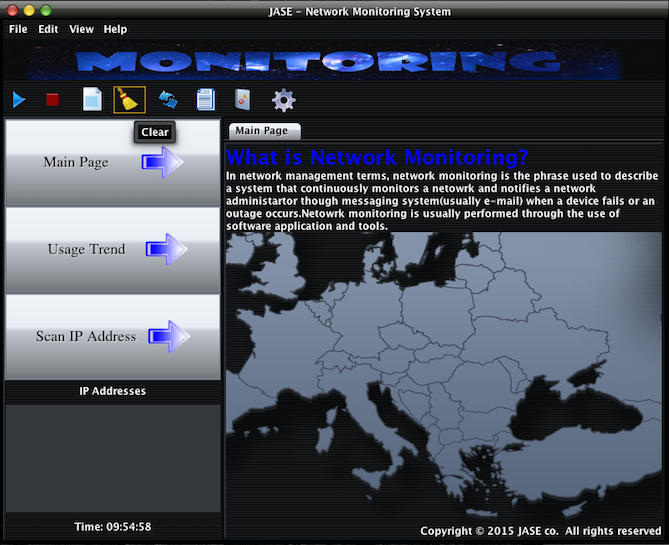 JASE - Network Monitoring System
File Edit View Help
MONITORING
Clear
Main Page
Usage Trend
Scan IP Address
IP Addresses
Time: 09:54:58
Main Page
What is Network Monitoring?
In network management terms, network monitoring is the phrase used to describe
a system that continuously monitors a netowrk and notifies a network
administartor though messaging system(usually e-mail) when a device fails or an
outage occurs.Netowrk monitoring is usually performed through the use of
software application and tools.
Copyright © 2015 JASE co. All rights reserved